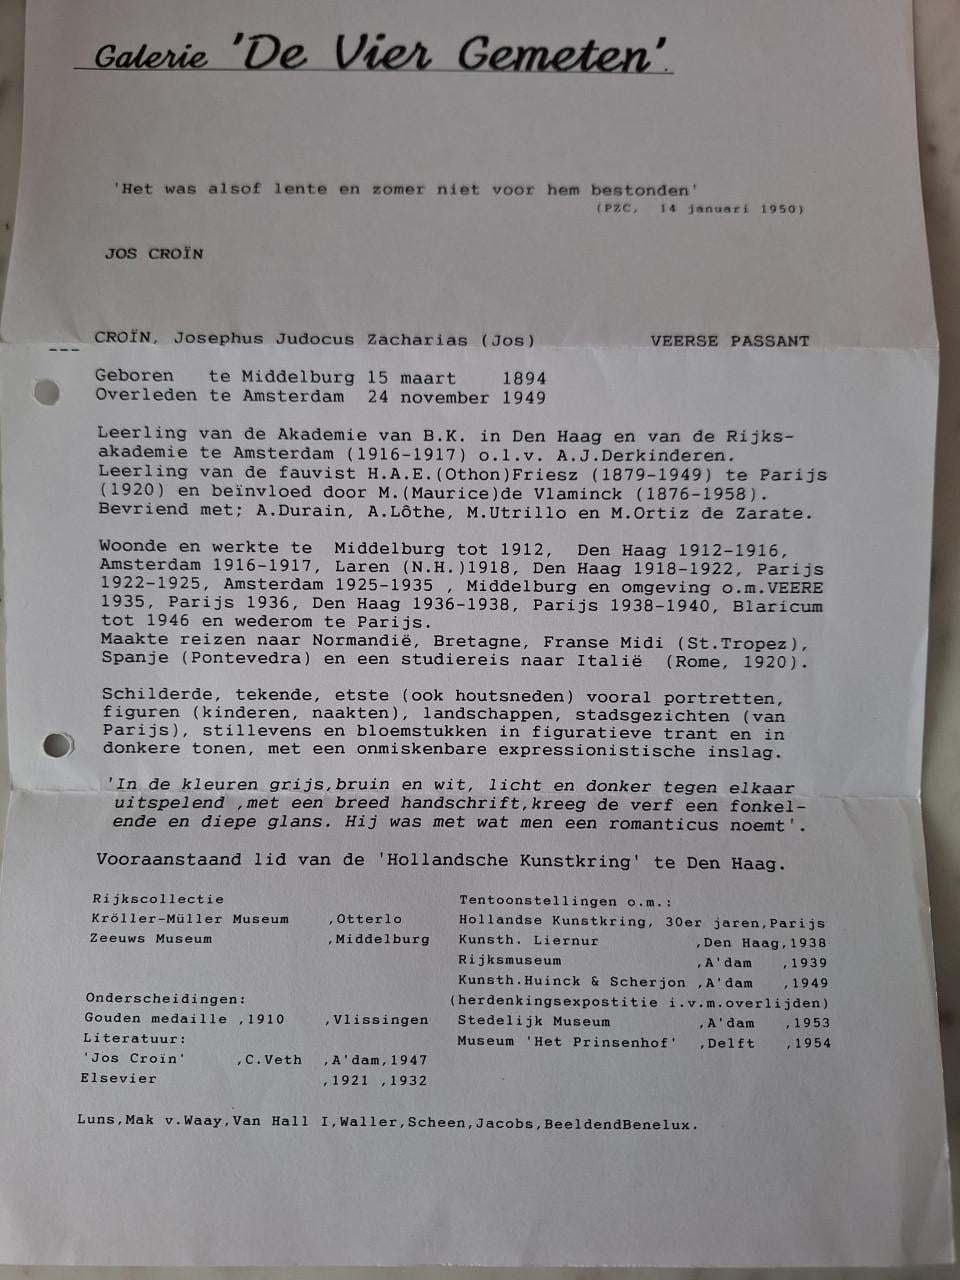 Galerie 'De Vier Gemeten'.
'Het was alsof lente en zomer niet voor hem bestonden'
(PZC, 14 januari 1950)
JOS CROÏN
CROÏN, Josephus Judocus Zacharias (Jos) VEERSE PASSANT
---
Geboren te Middelburg 15 maart 1894
Overleden te Amsterdam 24 november 1949
Leerling van de Akademie van B.K. in Den Haag en van de Rijks-
akademie te Amsterdam (1916-1917) o.l.v. A.J.Derkinderen.
Leerling van de fauvist H.A.E.(Othon)Friesz (1879-1949) te Parijs
(1920) en beïnvloed door M.(Maurice)de Vlaminck (1876-1958).
Bevriend met; A.Durain, A.Lôthe, M.Utrillo en M.Ortiz de Zarate.
Woonde en werkte te Middelburg tot 1912, Den Haag 1912-1916,
Amsterdam 1916-1917, Laren (N.H.)1918, Den Haag 1918-1922, Parijs
1922-1925, Amsterdam 1925-1935 , Middelburg en omgeving o.m.VEERE
1935, Parijs 1936, Den Haag 1936-1938, Parijs 1938-1940, Blaricum
tot 1946 en wederom te Parijs.
Maakte reizen naar Normandië, Bretagne, Franse Midi (St.Tropez),
Spanje (Pontevedra) en een studiereis naar Italië (Rome, 1920).
Schilderde, tekende, etste (ook houtsneden) vooral portretten,
figuren (kinderen, naakten), landschappen, stadsgezichten (van
Parijs), stillevens en bloemstukken in figuratieve trant en in
donkere tonen, met een onmiskenbare expressionistische inslag.
'In de kleuren grijs,bruin en wit, licht en donker tegen elkaar
uitspelend ,met een breed handschrift,kreeg de verf een fonkel-
ende en diepe glans. Hij was met wat men een romanticus noemt'.
Vooraanstaand lid van de 'Hollandsche Kunstkring' te Den Haag.
Rijkscollectie
Kröller-Müller Museum ,Otterlo
Zeeuws Museum ,Middelburg
Onderscheidingen:
Gouden medaille ,1910 ,Vlissingen
Literatuur:
'Jos Croïn' ,C.Veth ,A'dam,1947
Elsevier ,1921 ,1932
Tentoonstellingen o.m.:
Hollandse Kunstkring, 30er jaren,Parijs
Kunsth. Liernur ,Den Haag,1938
Rijksmuseum ,A'dam ,1939
Kunsth.Huinck & Scherjon ,A'dam ,1949
(herdenkingsexpostitie i.v.m.overlijden)
Stedelijk Museum ,A'dam ,1953
Museum 'Het Prinsenhof' ,Delft ,1954
Luns,Mak v.Waay,Van Hall I,Waller,Scheen,Jacobs,BeeldendBenelux.